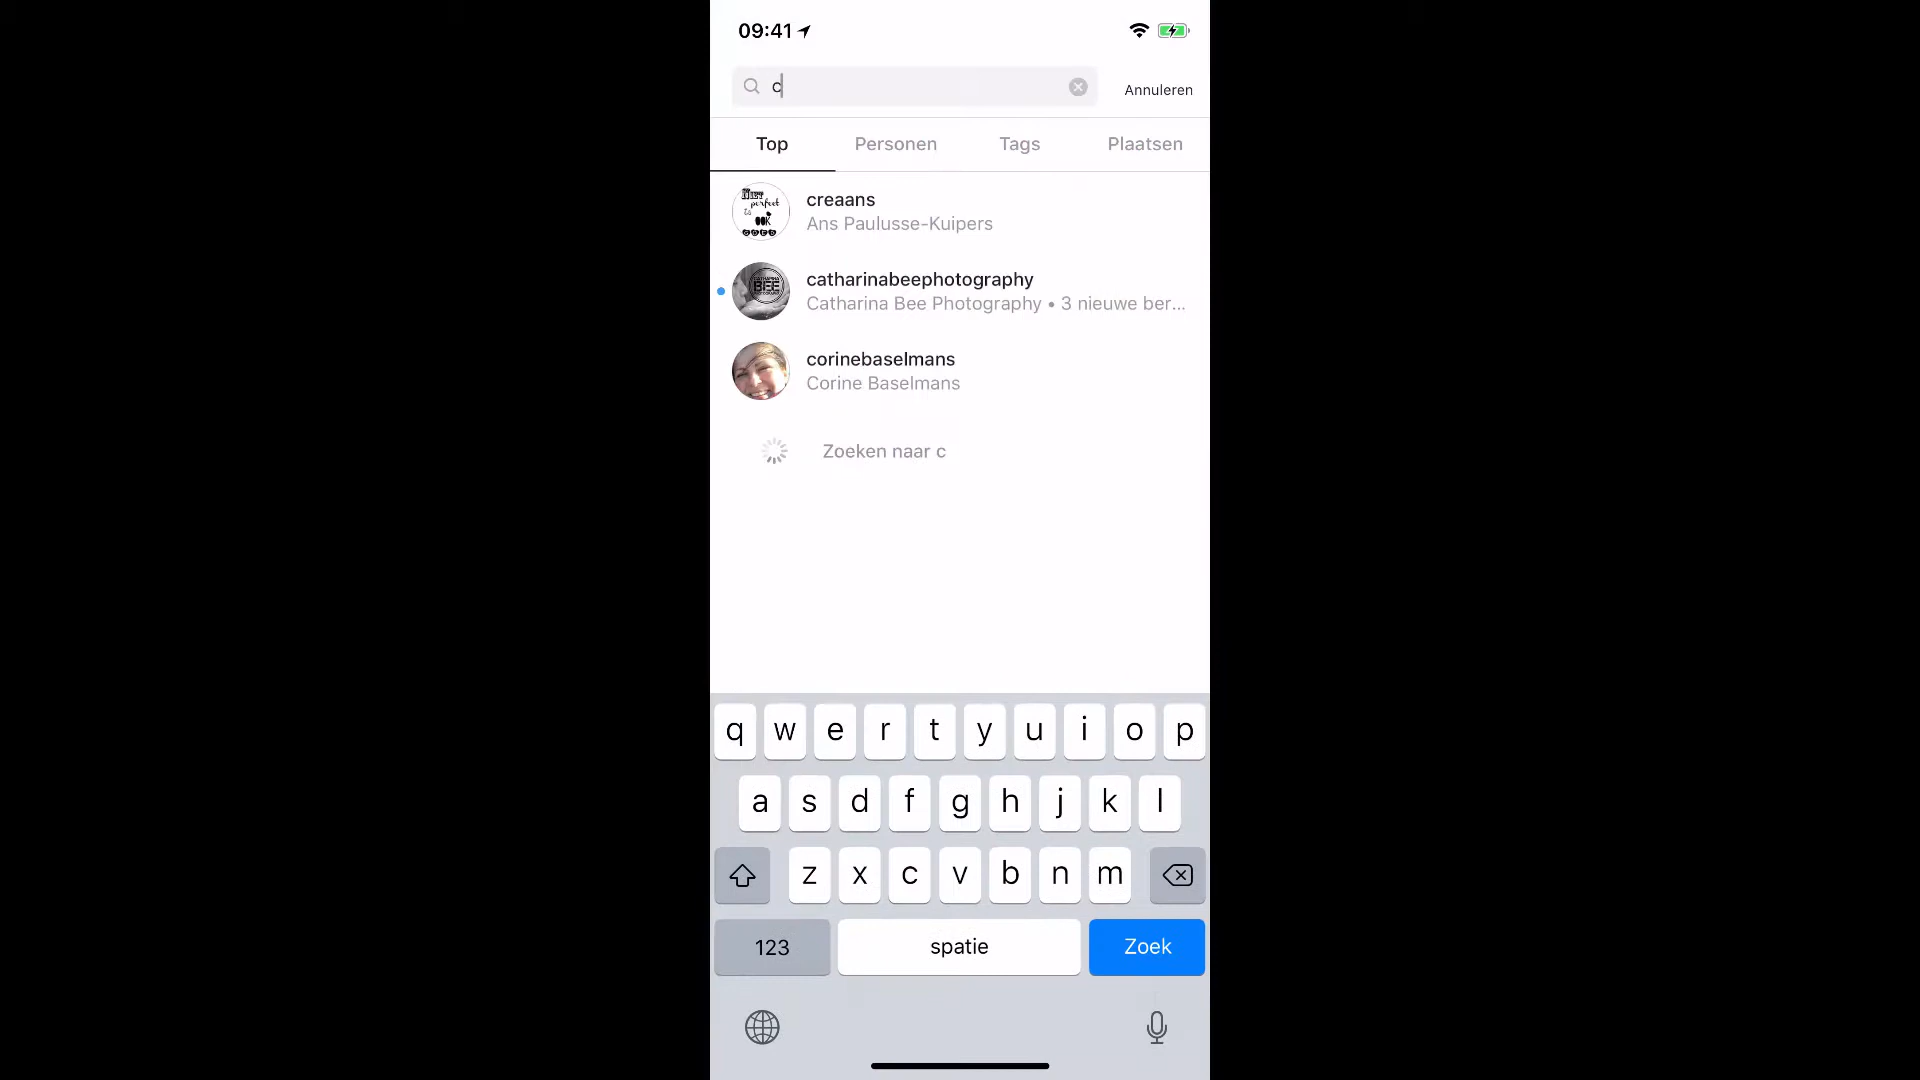 09:41
c
Annuleren
Top Personen Tags Plaatsen
creaans
Ans Paulusse-Kuipers
catharinabeephotography
Catharina Bee Photography • 3 nieuwe ber...
corinebaselmans
Corine Baselmans
Zoeken naar c
q w e r t y u i o p
a s d f g h j k l
z x c v b n m
123 spatie Zoek